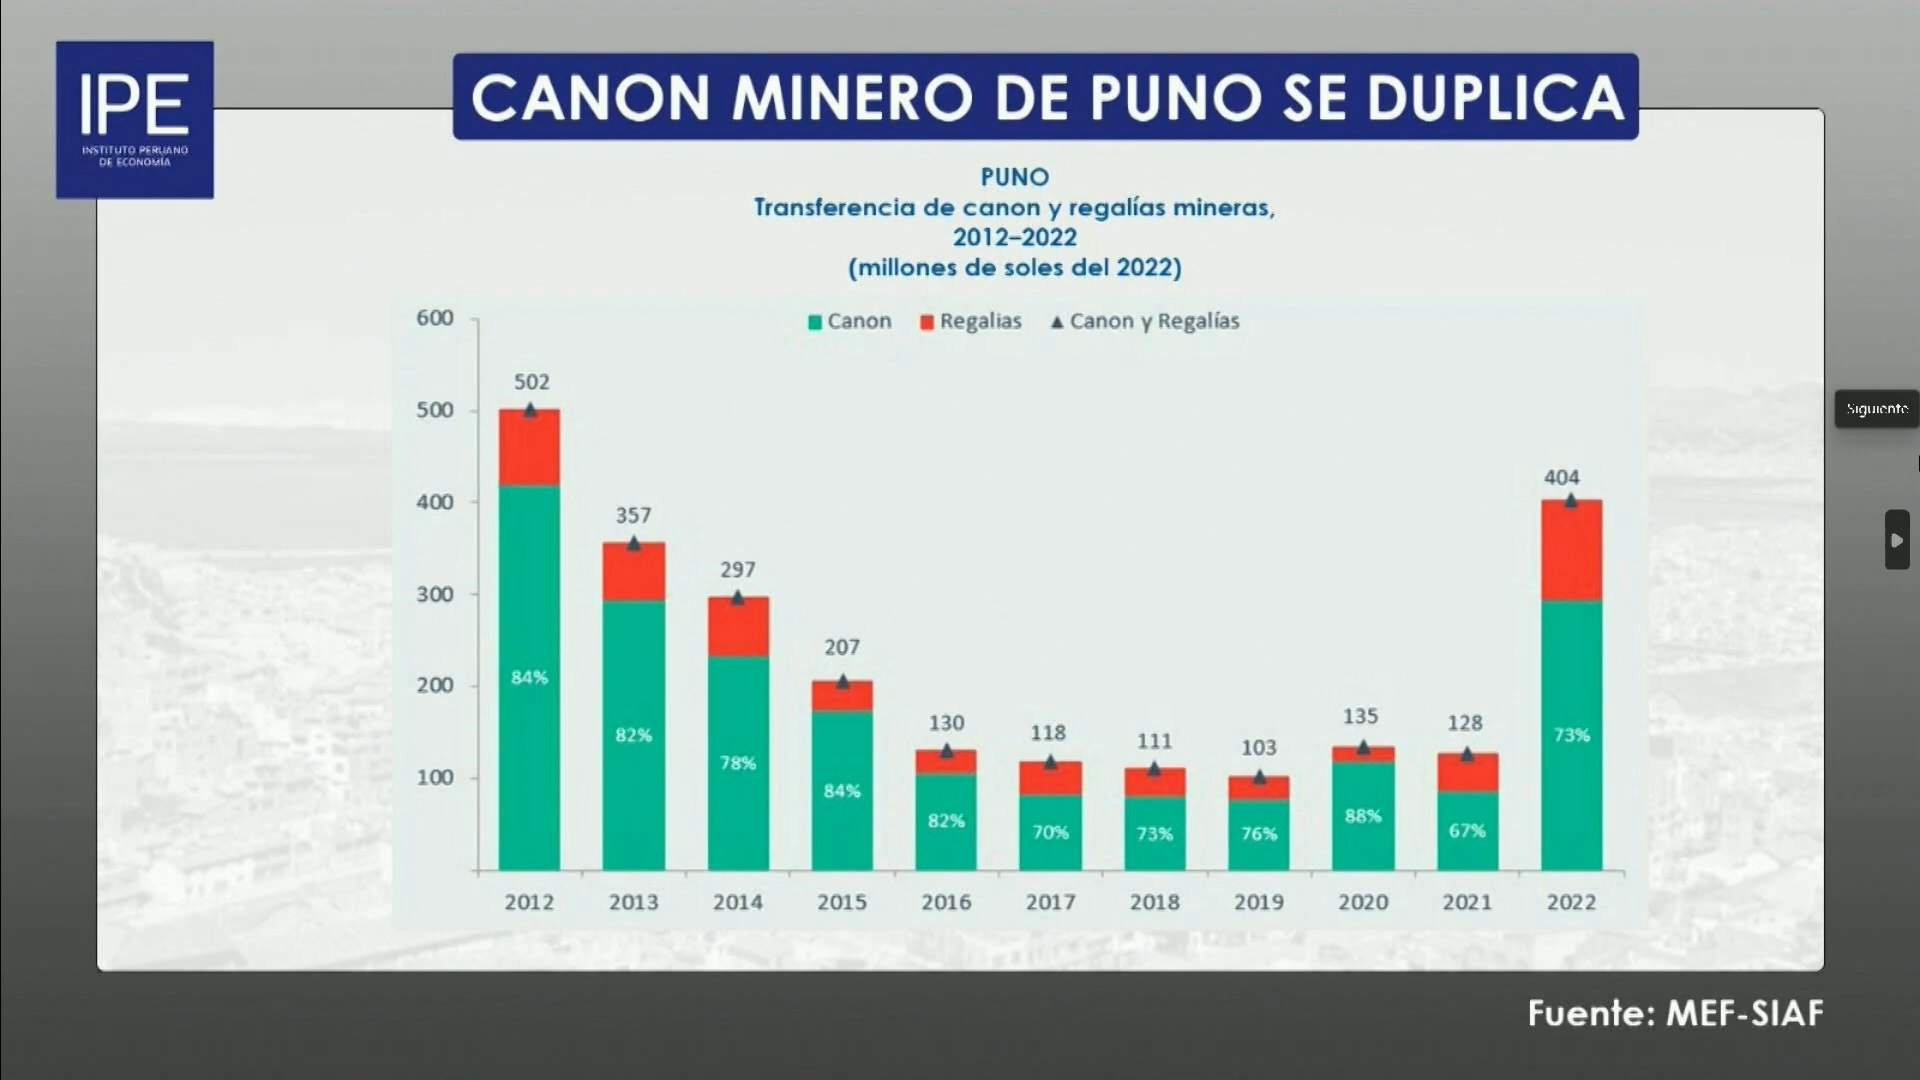 IPE
INSTITUTO PERUANO
DE ECONOMÍA
CANON MINERO DE PUNO SE DUPLICA
PUNO
Transferencia de canon y regalías mineras,
2012–2022
(millones de soles del 2022)
Canon Regalias Canon y Regalías
600
500
400
300
200
100
502
357
297
207
130
118
111
103
135
128
404
84%
82%
78%
84%
82%
70%
73%
76%
88%
67%
73%
2012 2013 2014 2015 2016 2017 2018 2019 2020 2021 2022
Siguiente
Fuente: MEF-SIAF